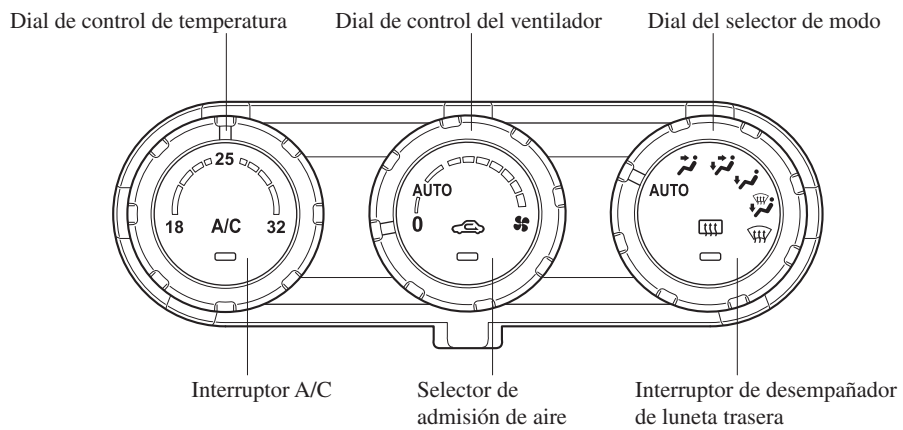 Dial de control de temperatura
Dial de control del ventilador
Dial del selector de modo
25
18
A/C
32
AUTO
0
AUTO
Interruptor A/C
Selector de
admisión de aire
Interruptor de desempañador
de luneta trasera